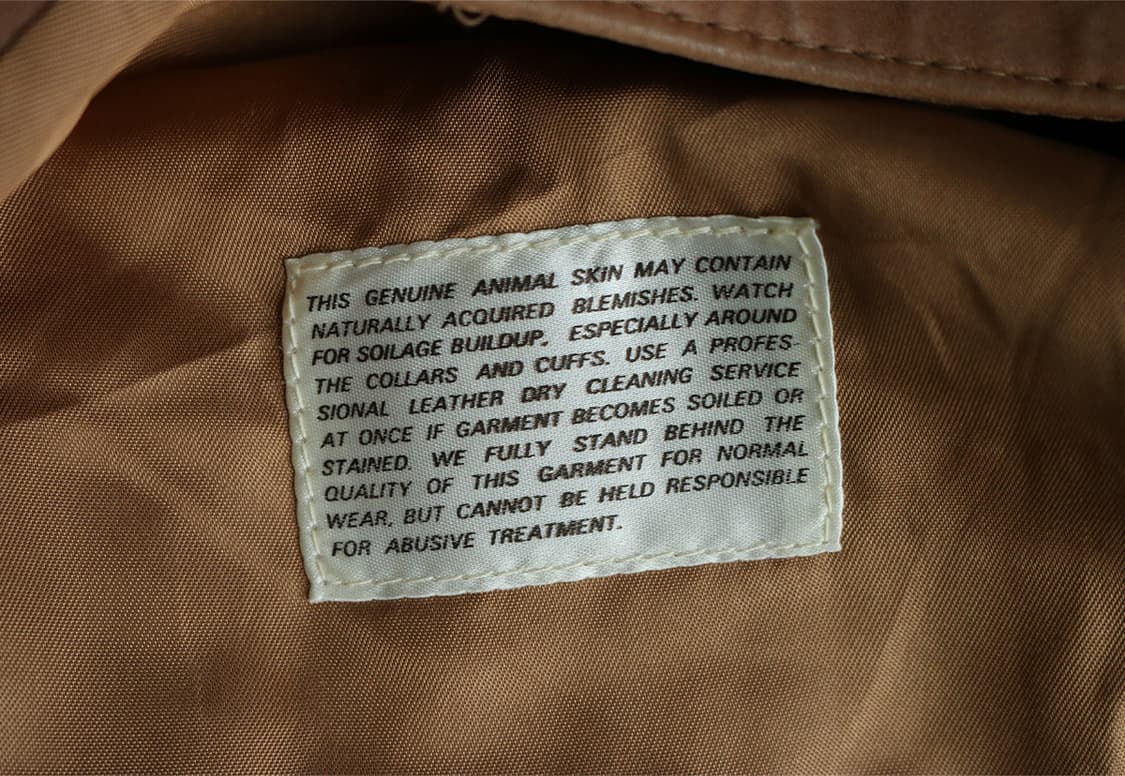 THIS GENUINE ANIMAL SKIN MAY CONTAIN
NATURALLY ACQUIRED BLEMISHES. WATCH
FOR SOILAGE BUILDUP, ESPECIALLY AROUND
THE COLLARS AND CUFFS. USE A PROFES-
SIONAL LEATHER DRY CLEANING SERVICE
AT ONCE IF GARMENT BECOMES SOILED OR
STAINED. WE FULLY STAND BEHIND THE
QUALITY OF THIS GARMENT FOR NORMAL
WEAR, BUT CANNOT BE HELD RESPONSIBLE
FOR ABUSIVE TREATMENT.